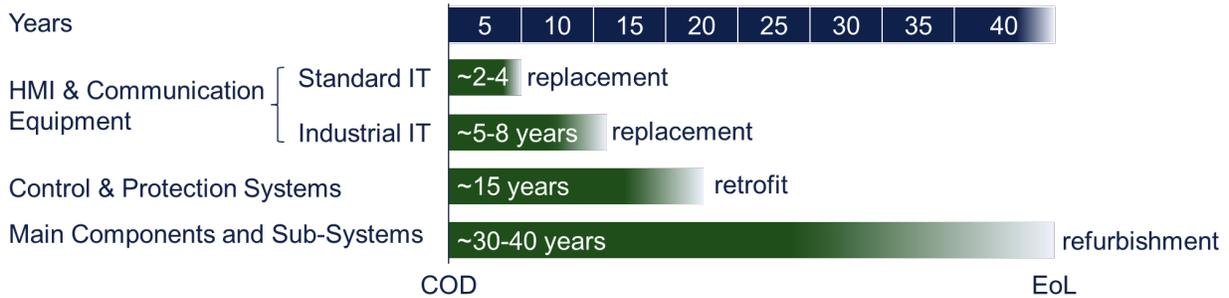 Years 5 10 15 20 25 30 35 40
HMI & Communication
Equipment
Standard IT ~2-4 replacement
Industrial IT ~5-8 years replacement
Control & Protection Systems ~15 years retrofit
Main Components and Sub-Systems ~30-40 years refurbishment
COD EoL